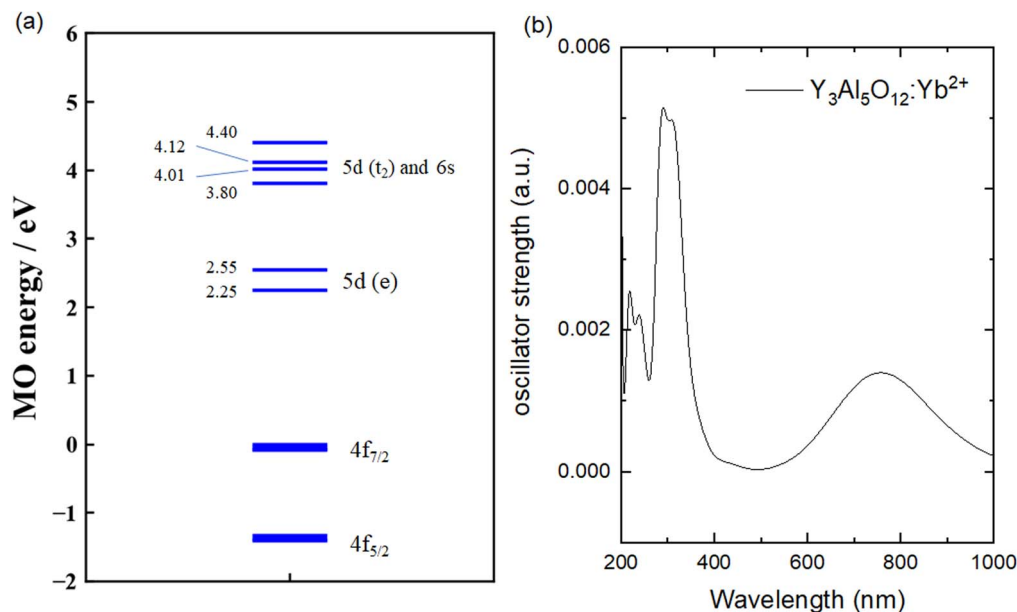 (a)
6
5
4
3
2
1
0
−1
−2
MO energy / eV
4.40
4.12
4.01
3.80
5d (t₂) and 6s
2.55
2.25
5d (e)
4f₇/₂
4f₅/₂
(b)
0.006
0.004
0.002
0.000
oscillator strength (a.u.)
Y₃Al₅O₁₂:Yb²⁺
200 400 600 800 1000
Wavelength (nm)